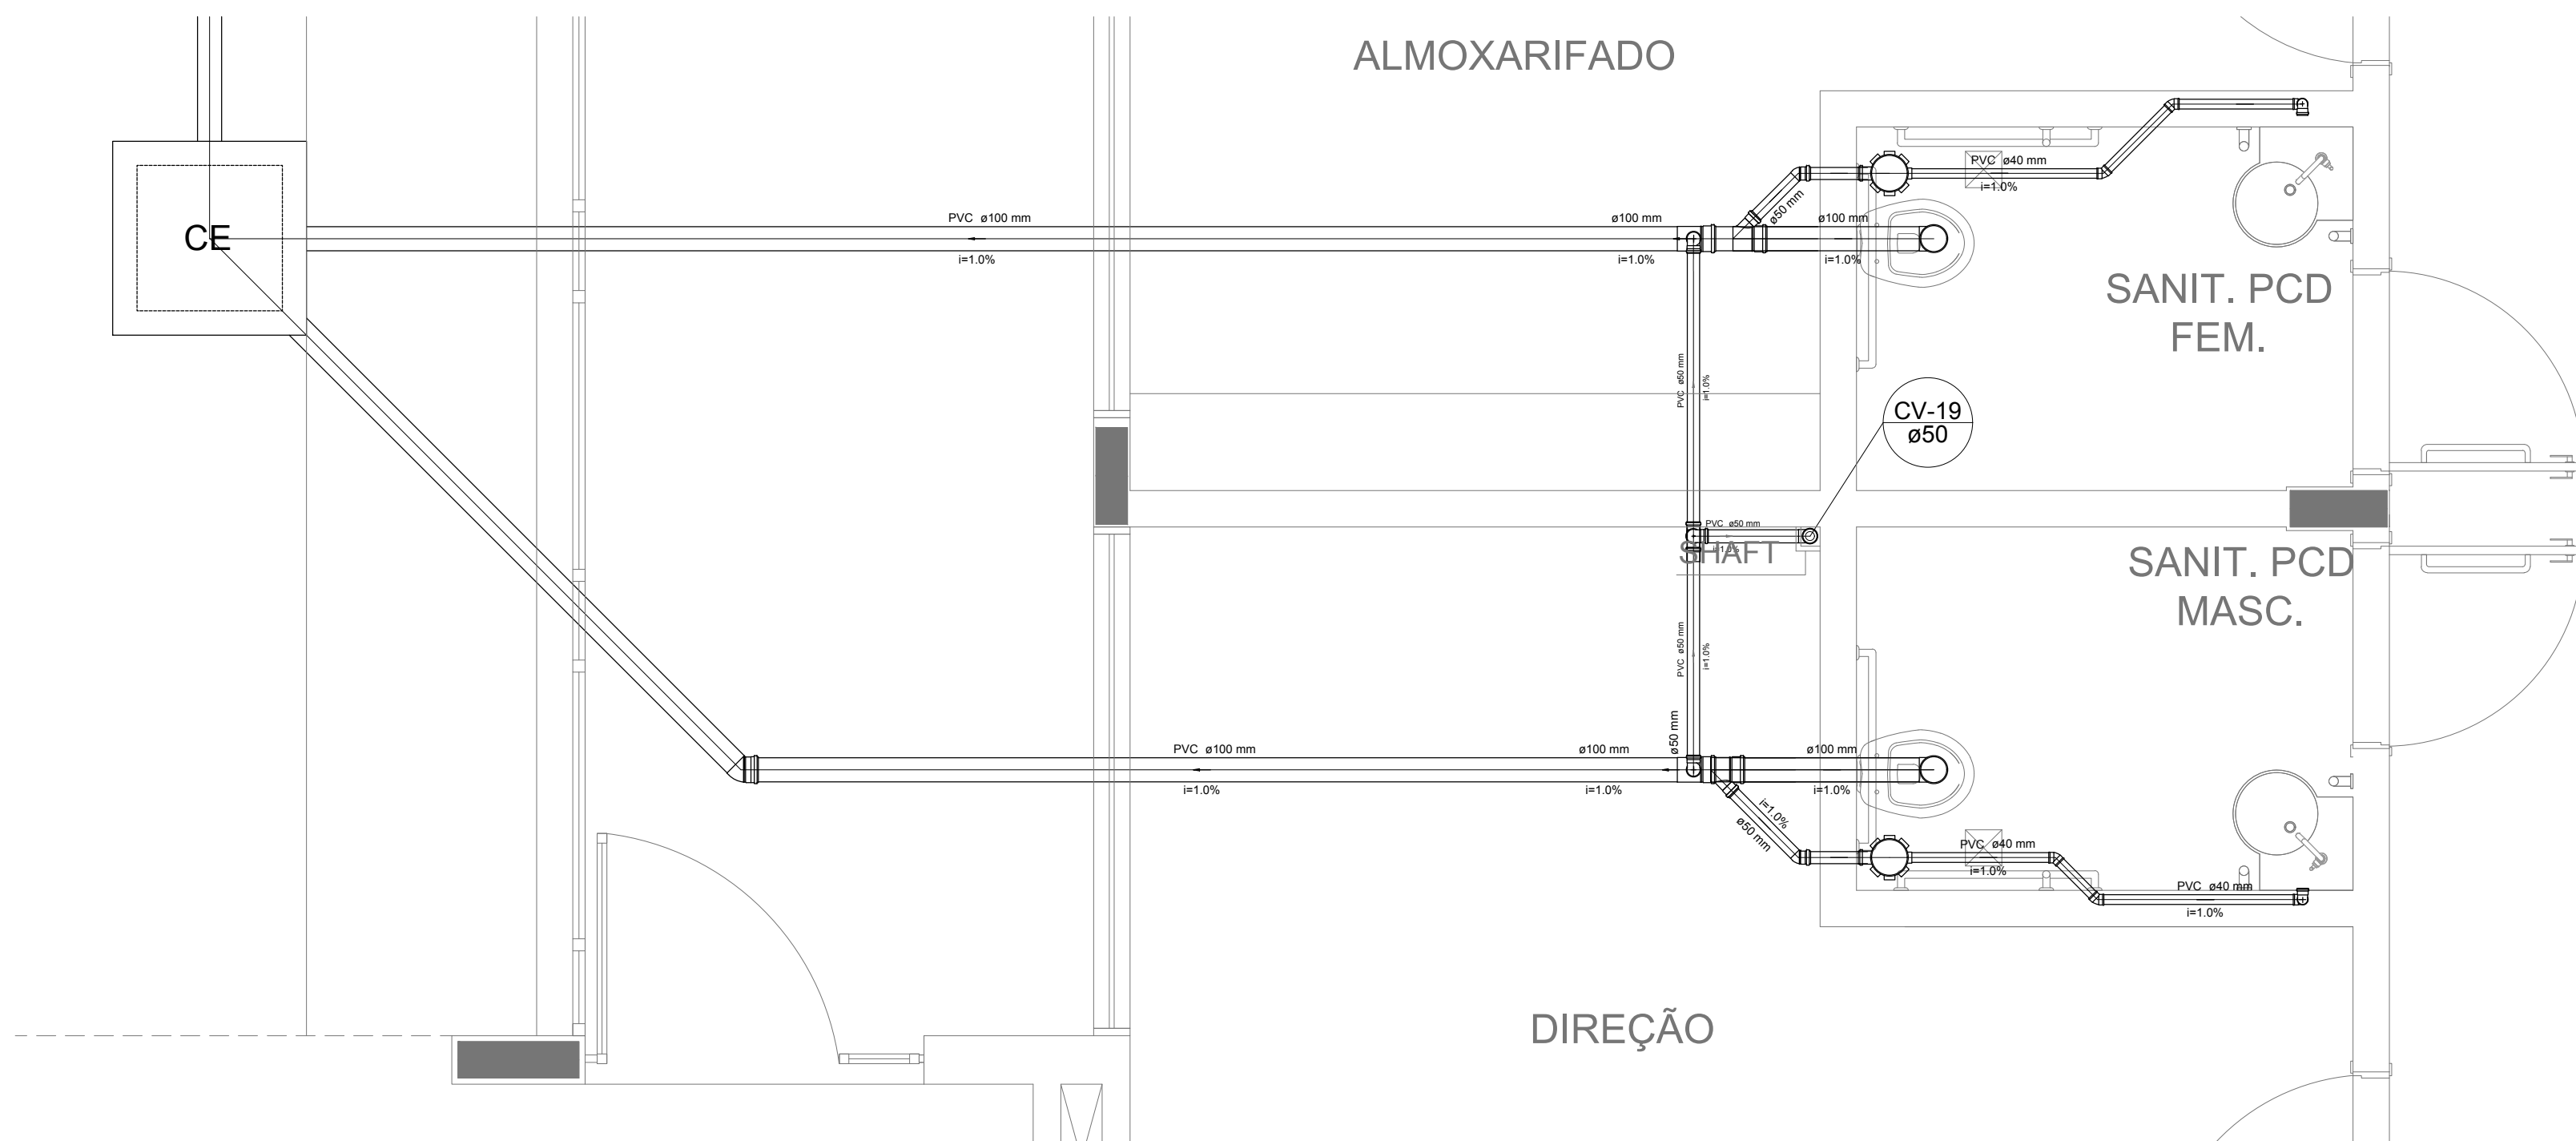 ALMOXARIFADO
PVC ø40 mm
i=1.0%
ø50 mm
PVC ø100 mm
ø100 mm
ø100 mm
CE
i=1.0%
i=1.0%
i=1.0%
SANIT. PCD
FEM.
PVC ø50 mm
i=1.0%
CV-19
ø50
PVC ø50 mm
i=1.0%
SHAFT
SANIT. PCD
MASC.
PVC ø50 mm
i=1.0%
ø50 mm
PVC ø100 mm
ø100 mm
ø100 mm
i=1.0%
i=1.0%
i=1.0%
i=1.0%
ø50 mm
PVC ø40 mm
i=1.0%
PVC ø40 mm
i=1.0%
DIREÇÃO